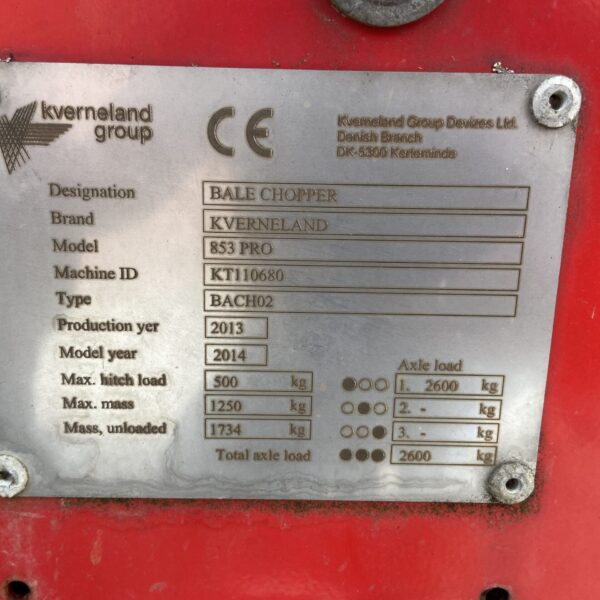 kverneland
group
CE
Kverneland Group Devizes Ltd.
Danish Branch
DK-5300 Kerteminde
Designation BALE CHOPPER
Brand KVERNELAND
Model 853 PRO
Machine ID KT110680
Type BACH02
Production yer 2013
Model year 2014
Axle load
Max. hitch load 500 kg 1. 2600 kg
Max. mass 1250 kg 2. - kg
Mass, unloaded 1734 kg 3. - kg
Total axle load 2600 kg